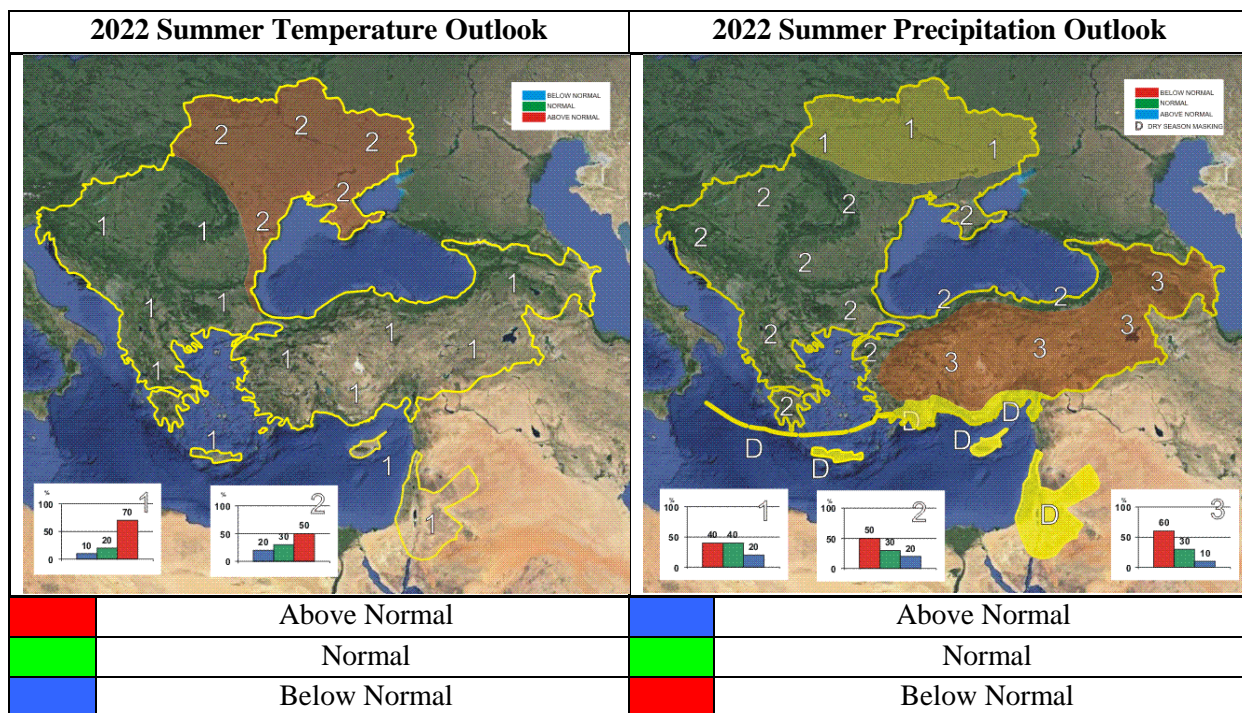 2022 Summer Temperature Outlook
2022 Summer Precipitation Outlook
BELOW NORMAL
NORMAL
ABOVE NORMAL
2 2 2
2
2
1 1
1 1 1 1
1 1 1
1
1
1
1
%
100
50
0
10 20 70
1
%
100
50
0
20 30 50
2
BELOW NORMAL
NORMAL
ABOVE NORMAL
D DRY SEASON MASKING
1 1 1
2 2
2 2
2
2 2 2 3
2 2 3 3 3
2 D
D D D
D
%
100
50
0
40 40 20
1
%
100
50
0
50 30 20
2
%
100
50
0
60 30 10
3
Above Normal
Normal
Below Normal
Above Normal
Normal
Below Normal